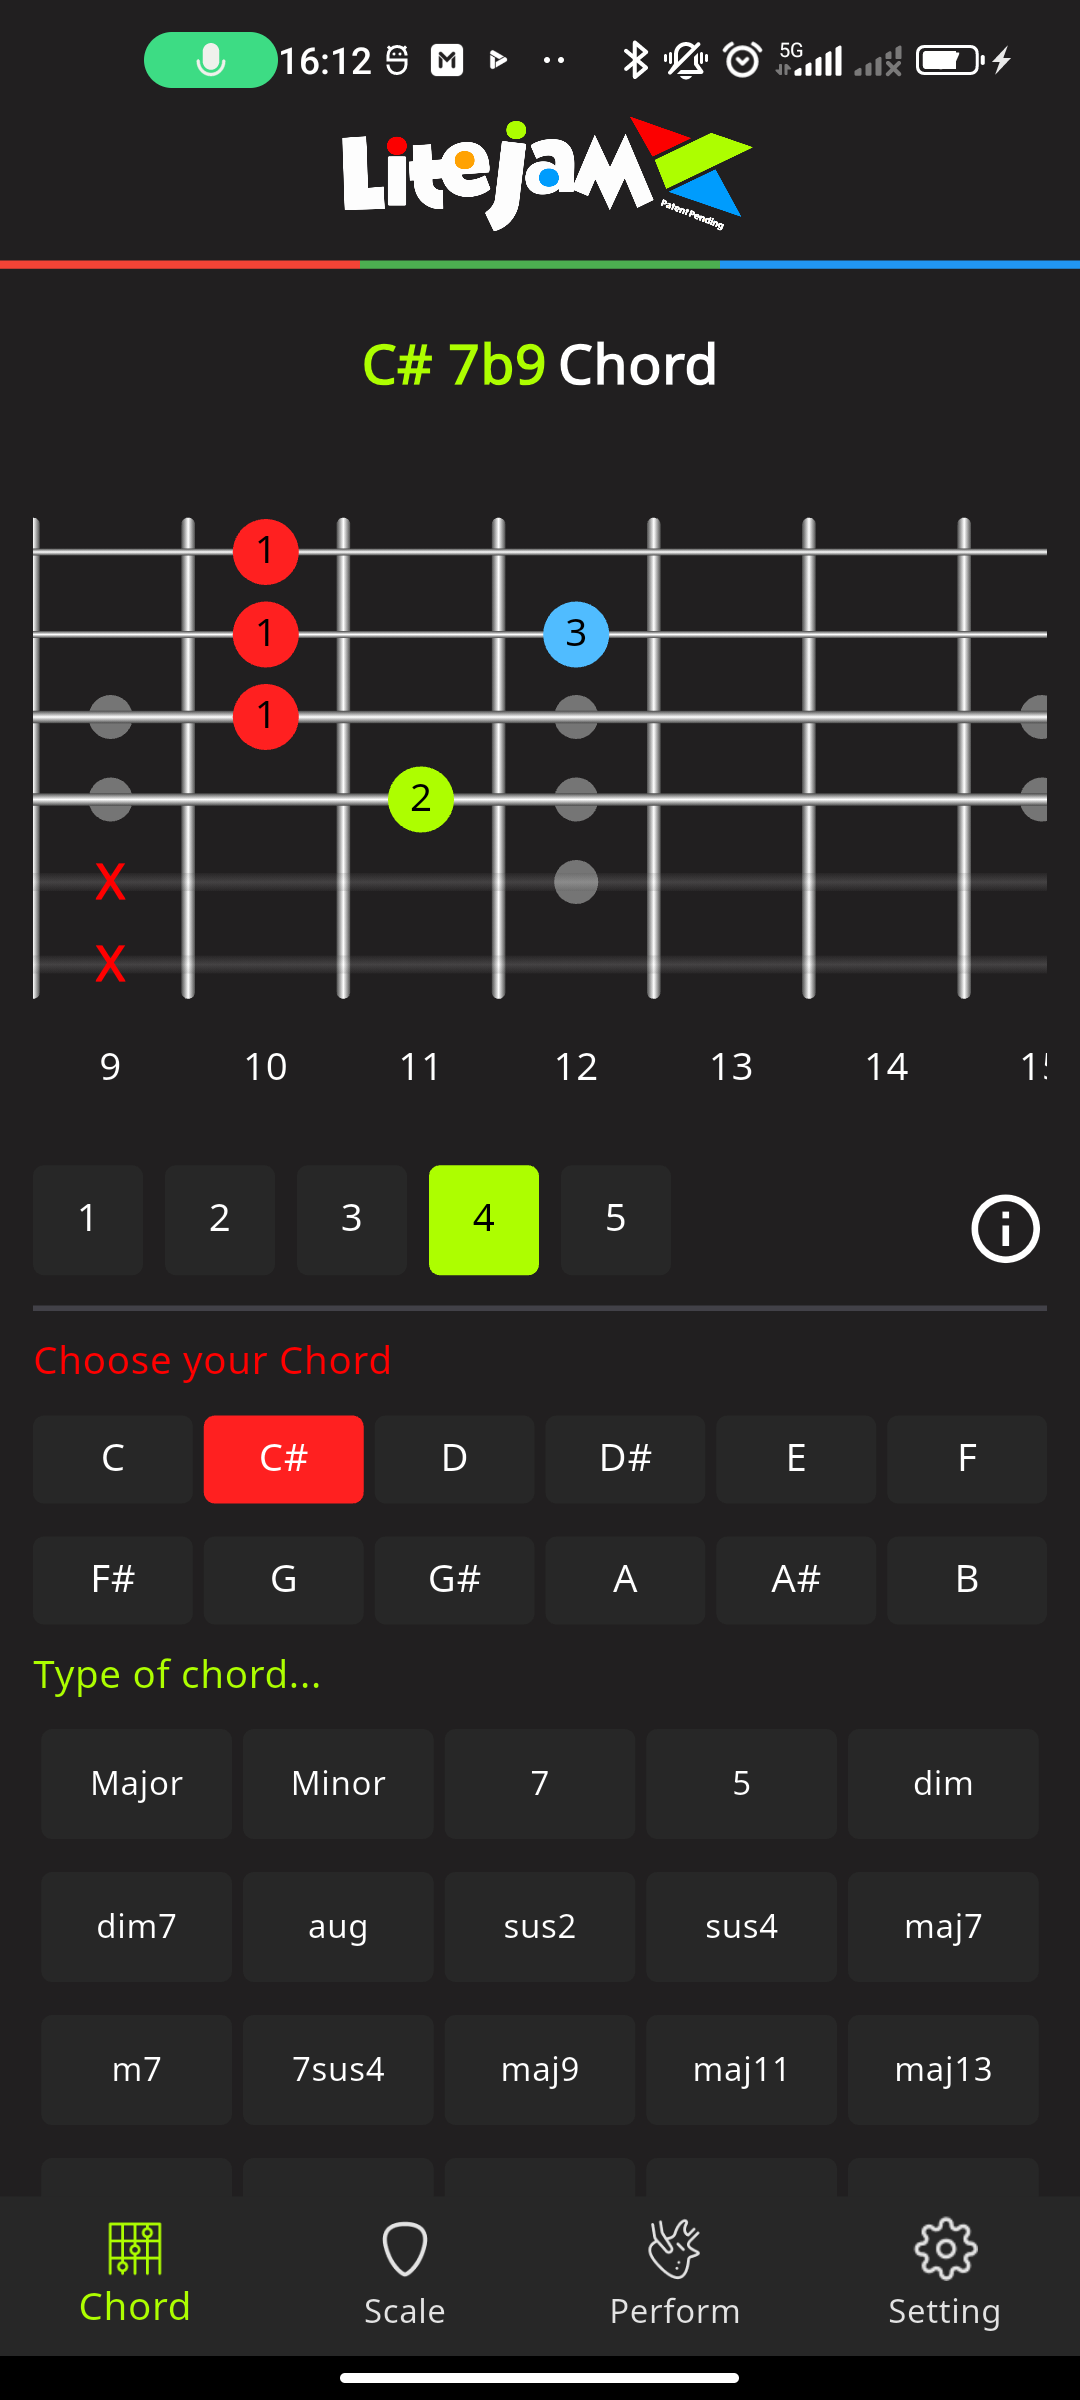 16:12 5G
Litejam
Patent Pending
C# 7b9 Chord
1
1 3
1
2
X
X
9 10 11 12 13 14 15
1 2 3 4 5
Choose your Chord
C C# D D# E F
F# G G# A A# B
Type of chord...
Major Minor 7 5 dim
dim7 aug sus2 sus4 maj7
m7 7sus4 maj9 maj11 maj13
Chord Scale Perform Setting